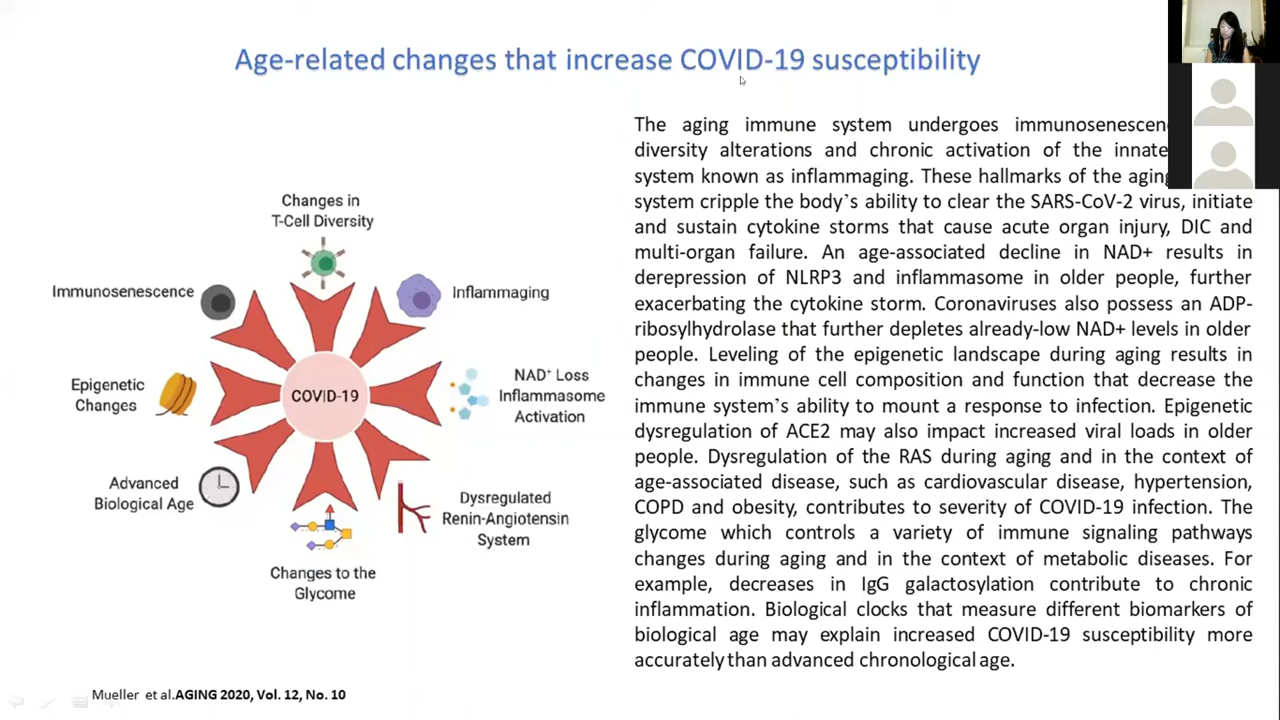 Age-related changes that increase COVID-19 susceptibility
Changes in
T-Cell Diversity
Immunosenescence
Inflammaging
Epigenetic
Changes
COVID-19
NAD⁺ Loss
Inflammasome
Activation
Advanced
Biological Age
Dysregulated
Renin-Angiotensin
System
Changes to the
Glycome
The aging immune system undergoes
diversity alterations and chronic activation of the innate
system known as inflammaging. These hallmarks of the
system cripple the body's ability to clear the SARS-CoV-2 virus, initiate
and sustain cytokine storms that cause acute organ injury, DIC and
multi-organ failure. An age-associated decline in NAD+ results in
derepression of NLRP3 and inflammasome in older people, further
exacerbating the cytokine storm. Coronaviruses also possess an ADP-
ribosylhydrolase that further depletes already-low NAD+ levels in older
people. Leveling of the epigenetic landscape during aging results in
changes in immune cell composition and function that decrease the
immune system's ability to mount a response to infection. Epigenetic
dysregulation of ACE2 may also impact increased viral loads in older
people. Dysregulation of the RAS during aging and in the context of
age-associated disease, such as cardiovascular disease, hypertension,
COPD and obesity, contributes to severity of COVID-19 infection. The
glycome which controls a variety of immune signaling pathways
changes during aging and in the context of metabolic diseases. For
example, decreases in IgG galactosylation contribute to chronic
inflammation. Biological clocks that measure different biomarkers of
biological age may explain increased COVID-19 susceptibility more
accurately than advanced chronological age.
Mueller et al.AGING 2020, Vol. 12, No. 10